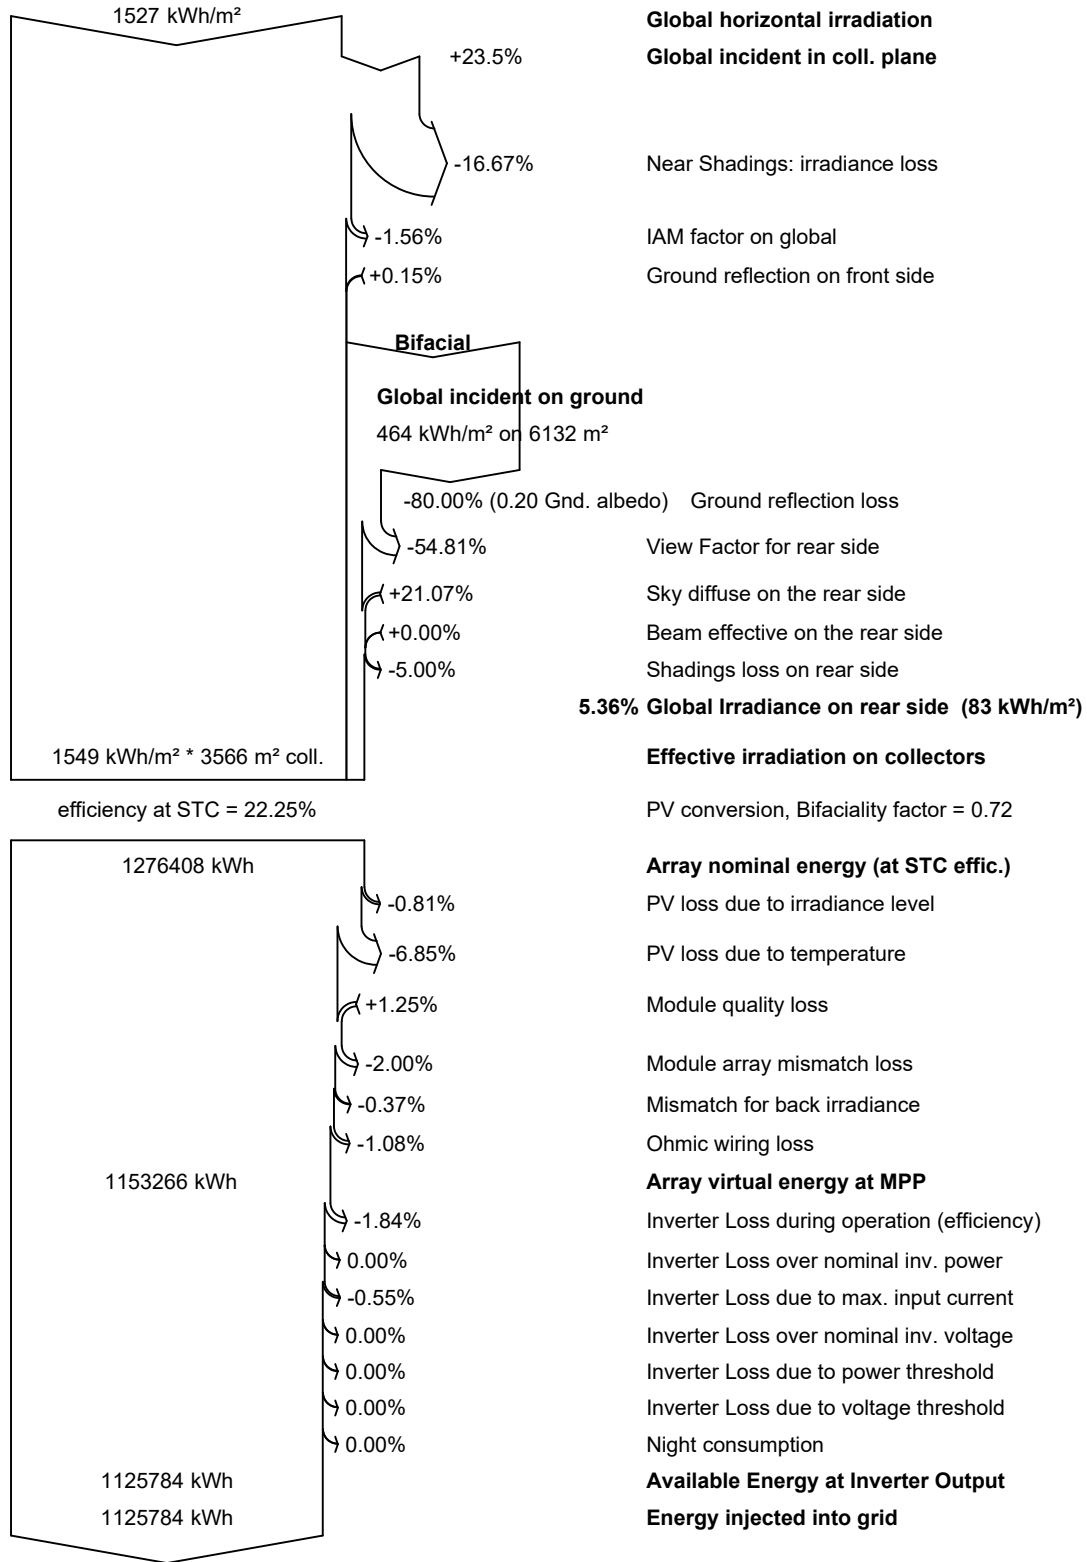 1527 kWh/m² Global horizontal irradiation
+23.5% Global incident in coll. plane
-16.67% Near Shadings: irradiance loss
-1.56% IAM factor on global
+0.15% Ground reflection on front side
Bifacial
Global incident on ground
464 kWh/m² on 6132 m²
-80.00% (0.20 Gnd. albedo) Ground reflection loss
-54.81% View Factor for rear side
+21.07% Sky diffuse on the rear side
+0.00% Beam effective on the rear side
-5.00% Shadings loss on rear side
5.36% Global Irradiance on rear side (83 kWh/m²)
1549 kWh/m² * 3566 m² coll. Effective irradiation on collectors
efficiency at STC = 22.25% PV conversion, Bifaciality factor = 0.72
1276408 kWh Array nominal energy (at STC effic.)
-0.81% PV loss due to irradiance level
-6.85% PV loss due to temperature
+1.25% Module quality loss
-2.00% Module array mismatch loss
-0.37% Mismatch for back irradiance
-1.08% Ohmic wiring loss
1153266 kWh Array virtual energy at MPP
-1.84% Inverter Loss during operation (efficiency)
0.00% Inverter Loss over nominal inv. power
-0.55% Inverter Loss due to max. input current
0.00% Inverter Loss over nominal inv. voltage
0.00% Inverter Loss due to power threshold
0.00% Inverter Loss due to voltage threshold
0.00% Night consumption
1125784 kWh Available Energy at Inverter Output
1125784 kWh Energy injected into grid